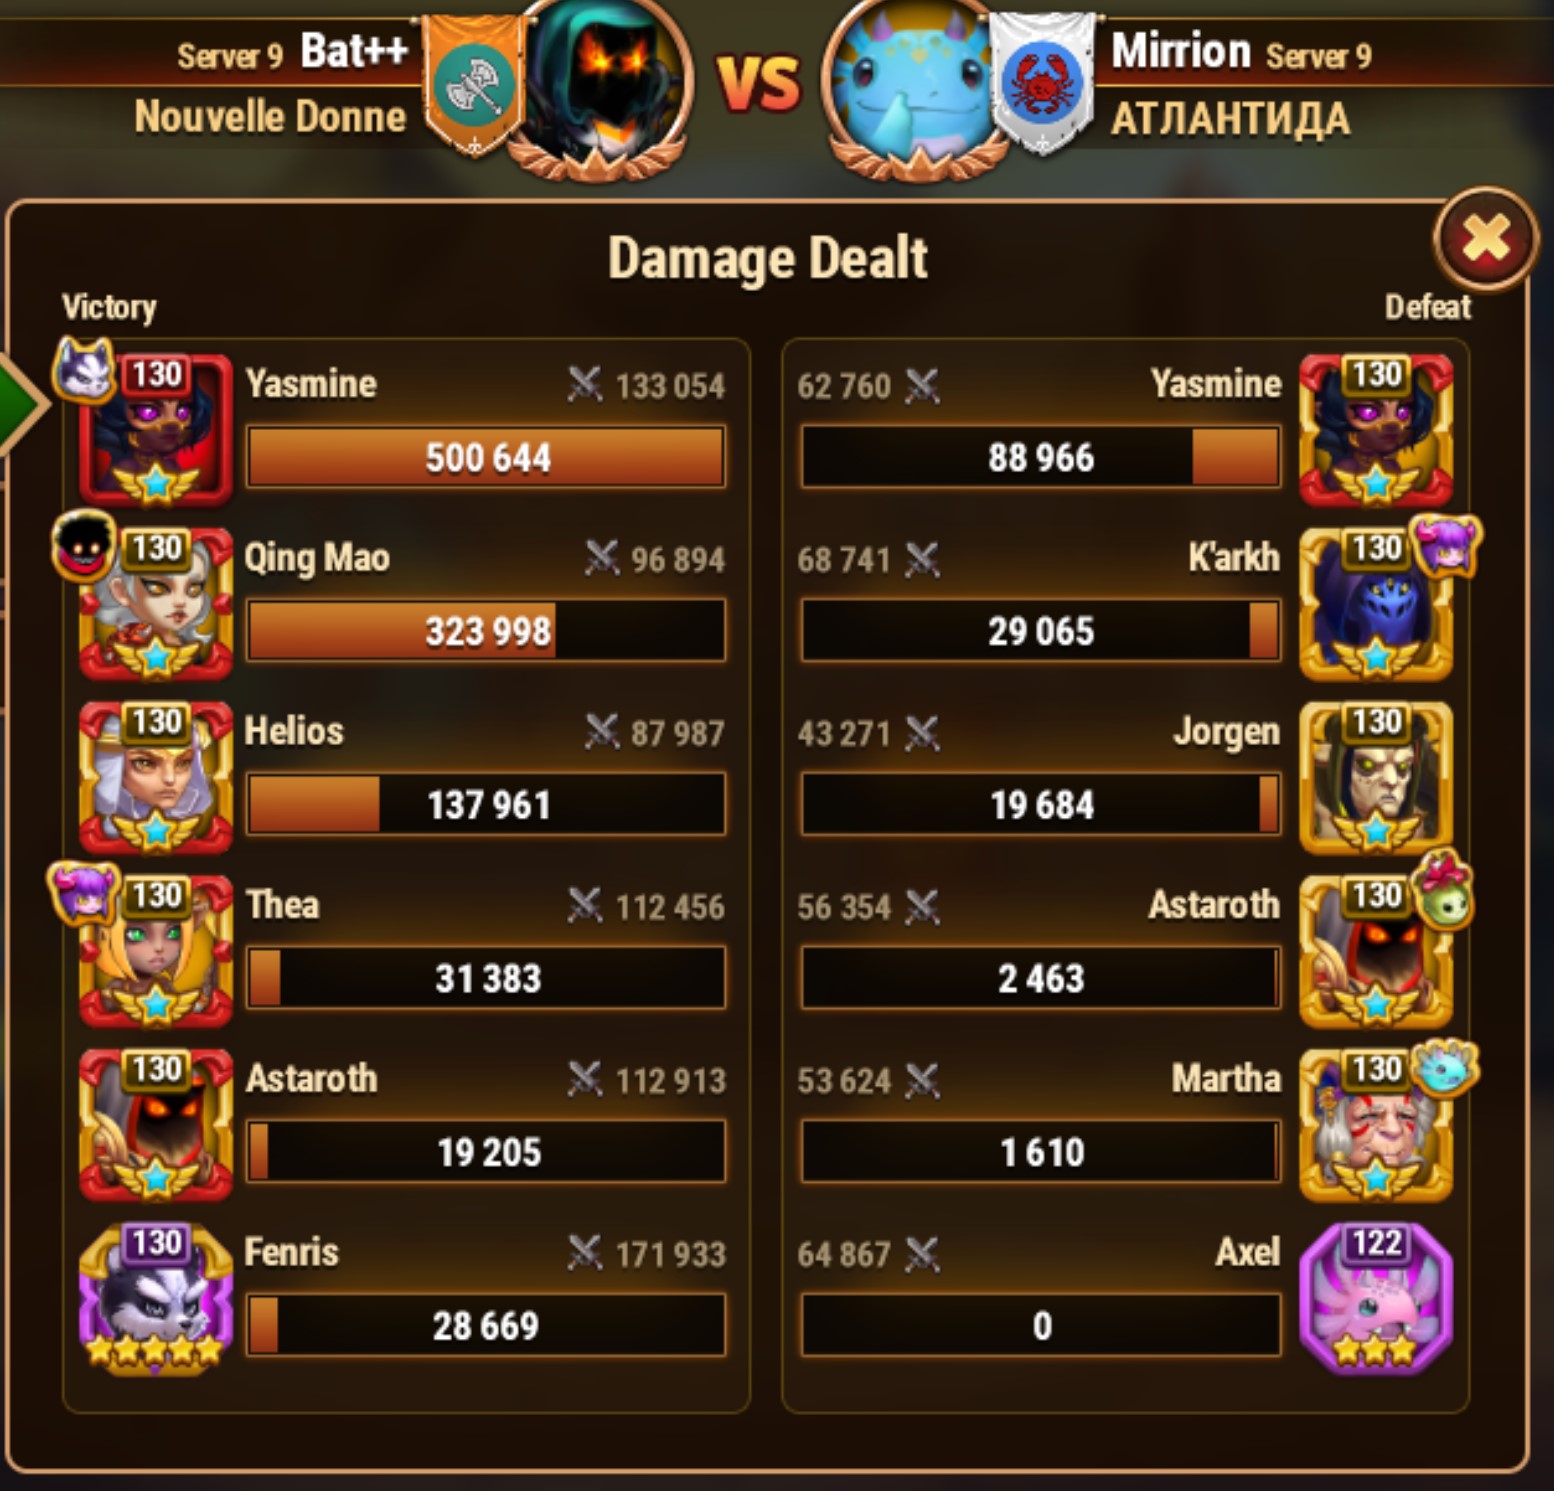 Server 9 Bat++
Nouvelle Donne
VS
Mirrion Server 9
АТЛАНТИДА
Damage Dealt
Victory
Defeat
130 Yasmine 133 054
500 644
62 760 Yasmine 130
88 966
130 Qing Mao 96 894
323 998
68 741 K'arkh 130
29 065
130 Helios 87 987
137 961
43 271 Jorgen 130
19 684
130 Thea 112 456
31 383
56 354 Astaroth 130
2 463
130 Astaroth 112 913
19 205
53 624 Martha 130
1 610
130 Fenris 171 933
28 669
64 867 Axel 122
0